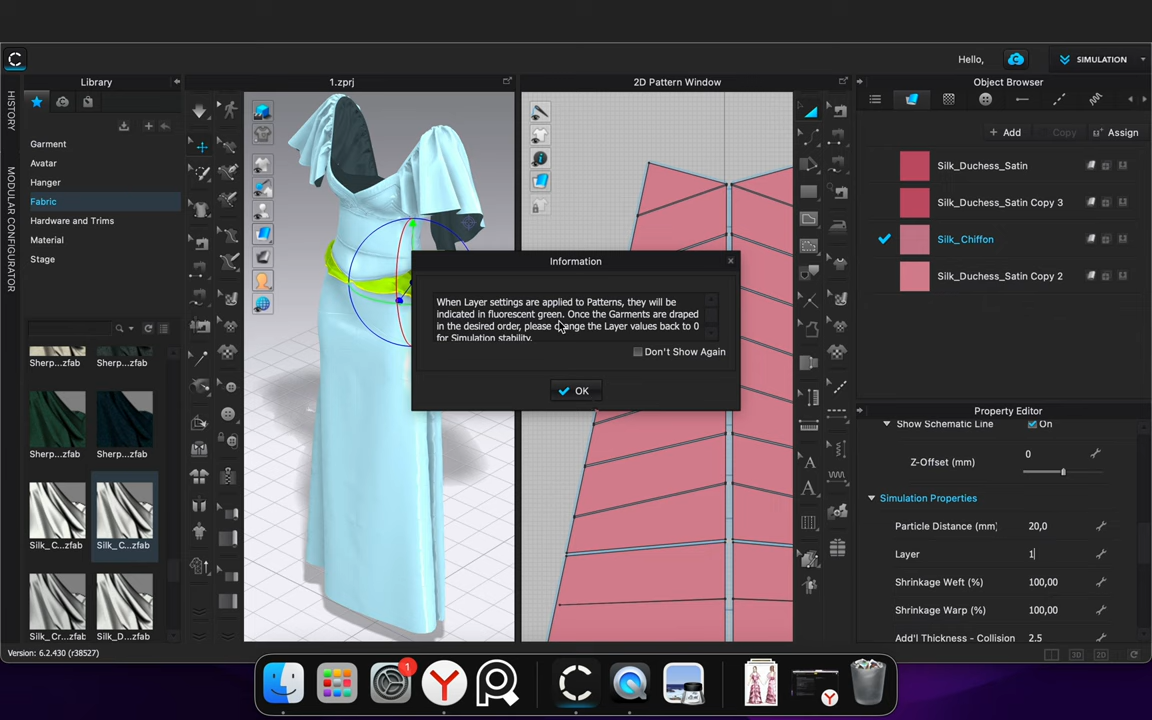 Hello,
SIMULATION
HISTORY
MODULAR CONFIGURATOR
Library
1.zprj
2D Pattern Window
Object Browser
Garment
Avatar
Hanger
Fabric
Hardware and Trims
Material
Stage
Sherp...zfab
Sherp...zfab
Sherp...zfab
Sherp...zfab
Silk_C...zfab
Silk_C...zfab
Silk_Cr...zfab
Silk_D...zfab
Version: 6.2.430 (r38527)
Information
When Layer settings are applied to Patterns, they will be
indicated in fluorescent green. Once the Garments are draped
in the desired order, please change the Layer values back to 0
for Simulation stability.
Don't Show Again
OK
Add
Copy
Assign
Silk_Duchess_Satin
Silk_Duchess_Satin Copy 3
Silk_Chiffon
Silk_Duchess_Satin Copy 2
Property Editor
Show Schematic Line
On
Z-Offset (mm)
0
Simulation Properties
Particle Distance (mm)
20,0
Layer
1
Shrinkage Weft (%)
100,00
Shrinkage Warp (%)
100,00
Add'l Thickness - Collision
2.5
3D
2D
1